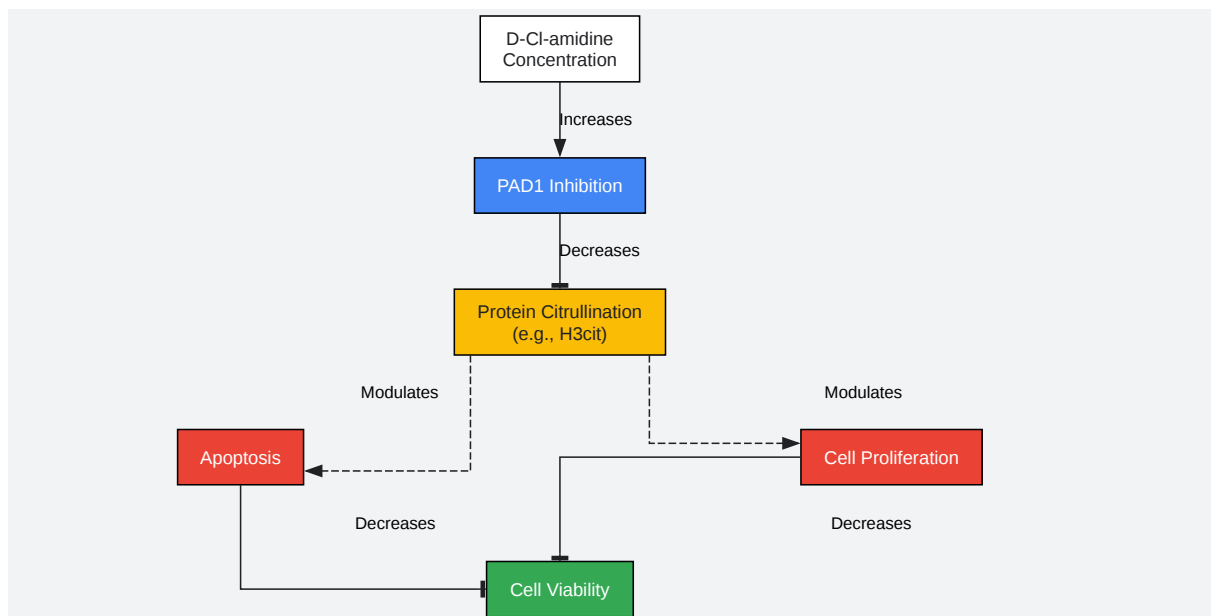 D-Cl-amidine
Concentration
Increases
PAD1 Inhibition
Decreases
Protein Citrullination
(e.g., H3cit)
Modulates
Modulates
Apoptosis
Cell Proliferation
Decreases
Decreases
Cell Viability